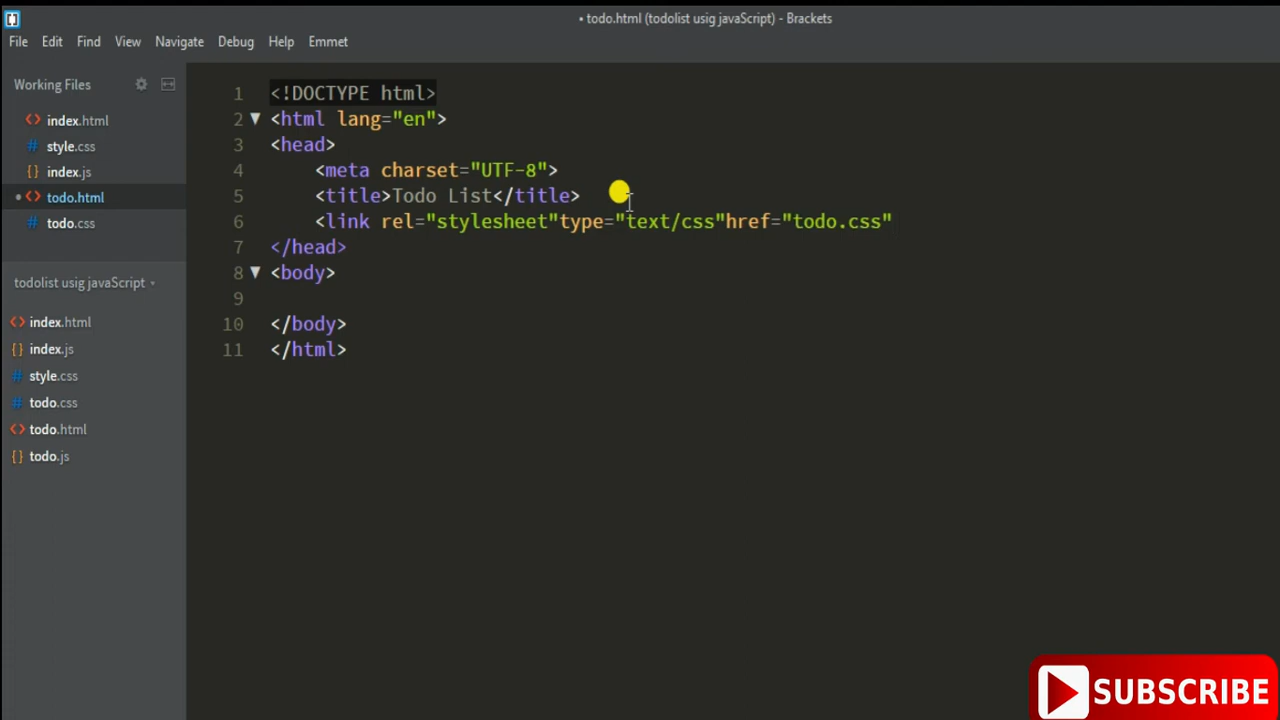 • todo.html (todolist usig javaScript) - Brackets
File Edit Find View Navigate Debug Help Emmet
Working Files
index.html
style.css
index.js
• todo.html
todo.css
todolist usig javaScript
index.html
index.js
style.css
todo.css
todo.html
todo.js
1 <!DOCTYPE html>
2 <html lang="en">
3 <head>
4 <meta charset="UTF-8">
5 <title>Todo List</title>
6 <link rel="stylesheet"type="text/css"href="todo.css"
7 </head>
8 <body>
9
10 </body>
11 </html>
SUBSCRIBE